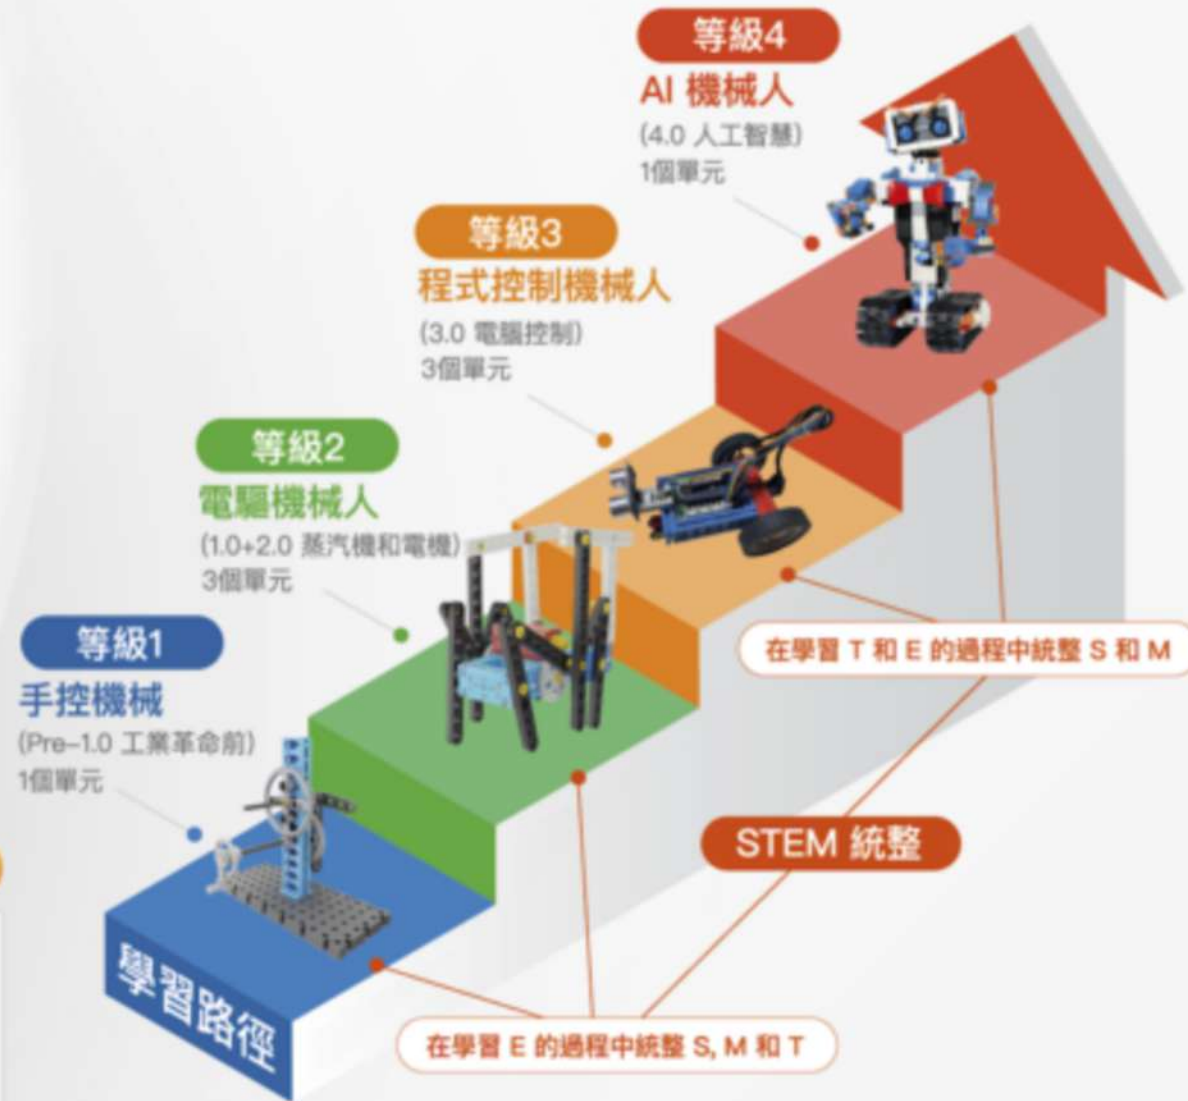 等級4
AI 機械人
(4.0 人工智慧)
1個單元
等級3
程式控制機械人
(3.0 電腦控制)
3個單元
等級2
電驅機械人
(1.0+2.0 蒸汽機和電機)
3個單元
等級1
手控機械
(Pre-1.0 工業革命前)
1個單元
在學習 T 和 E 的過程中統整 S 和 M
STEM 統整
學習路徑
在學習 E 的過程中統整 S, M 和 T